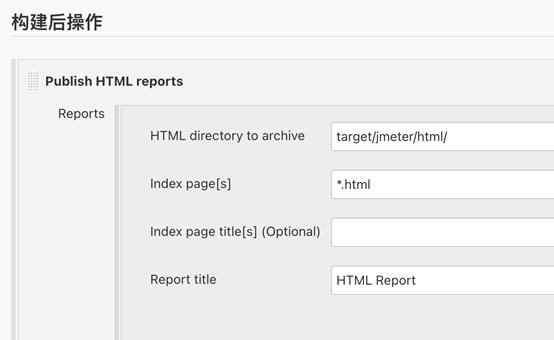 构建后操作
Publish HTML reports
Reports
HTML directory to archive
target/jmeter/html/
Index page[s]
*.html
Index page title[s] (Optional)
Report title
HTML Report